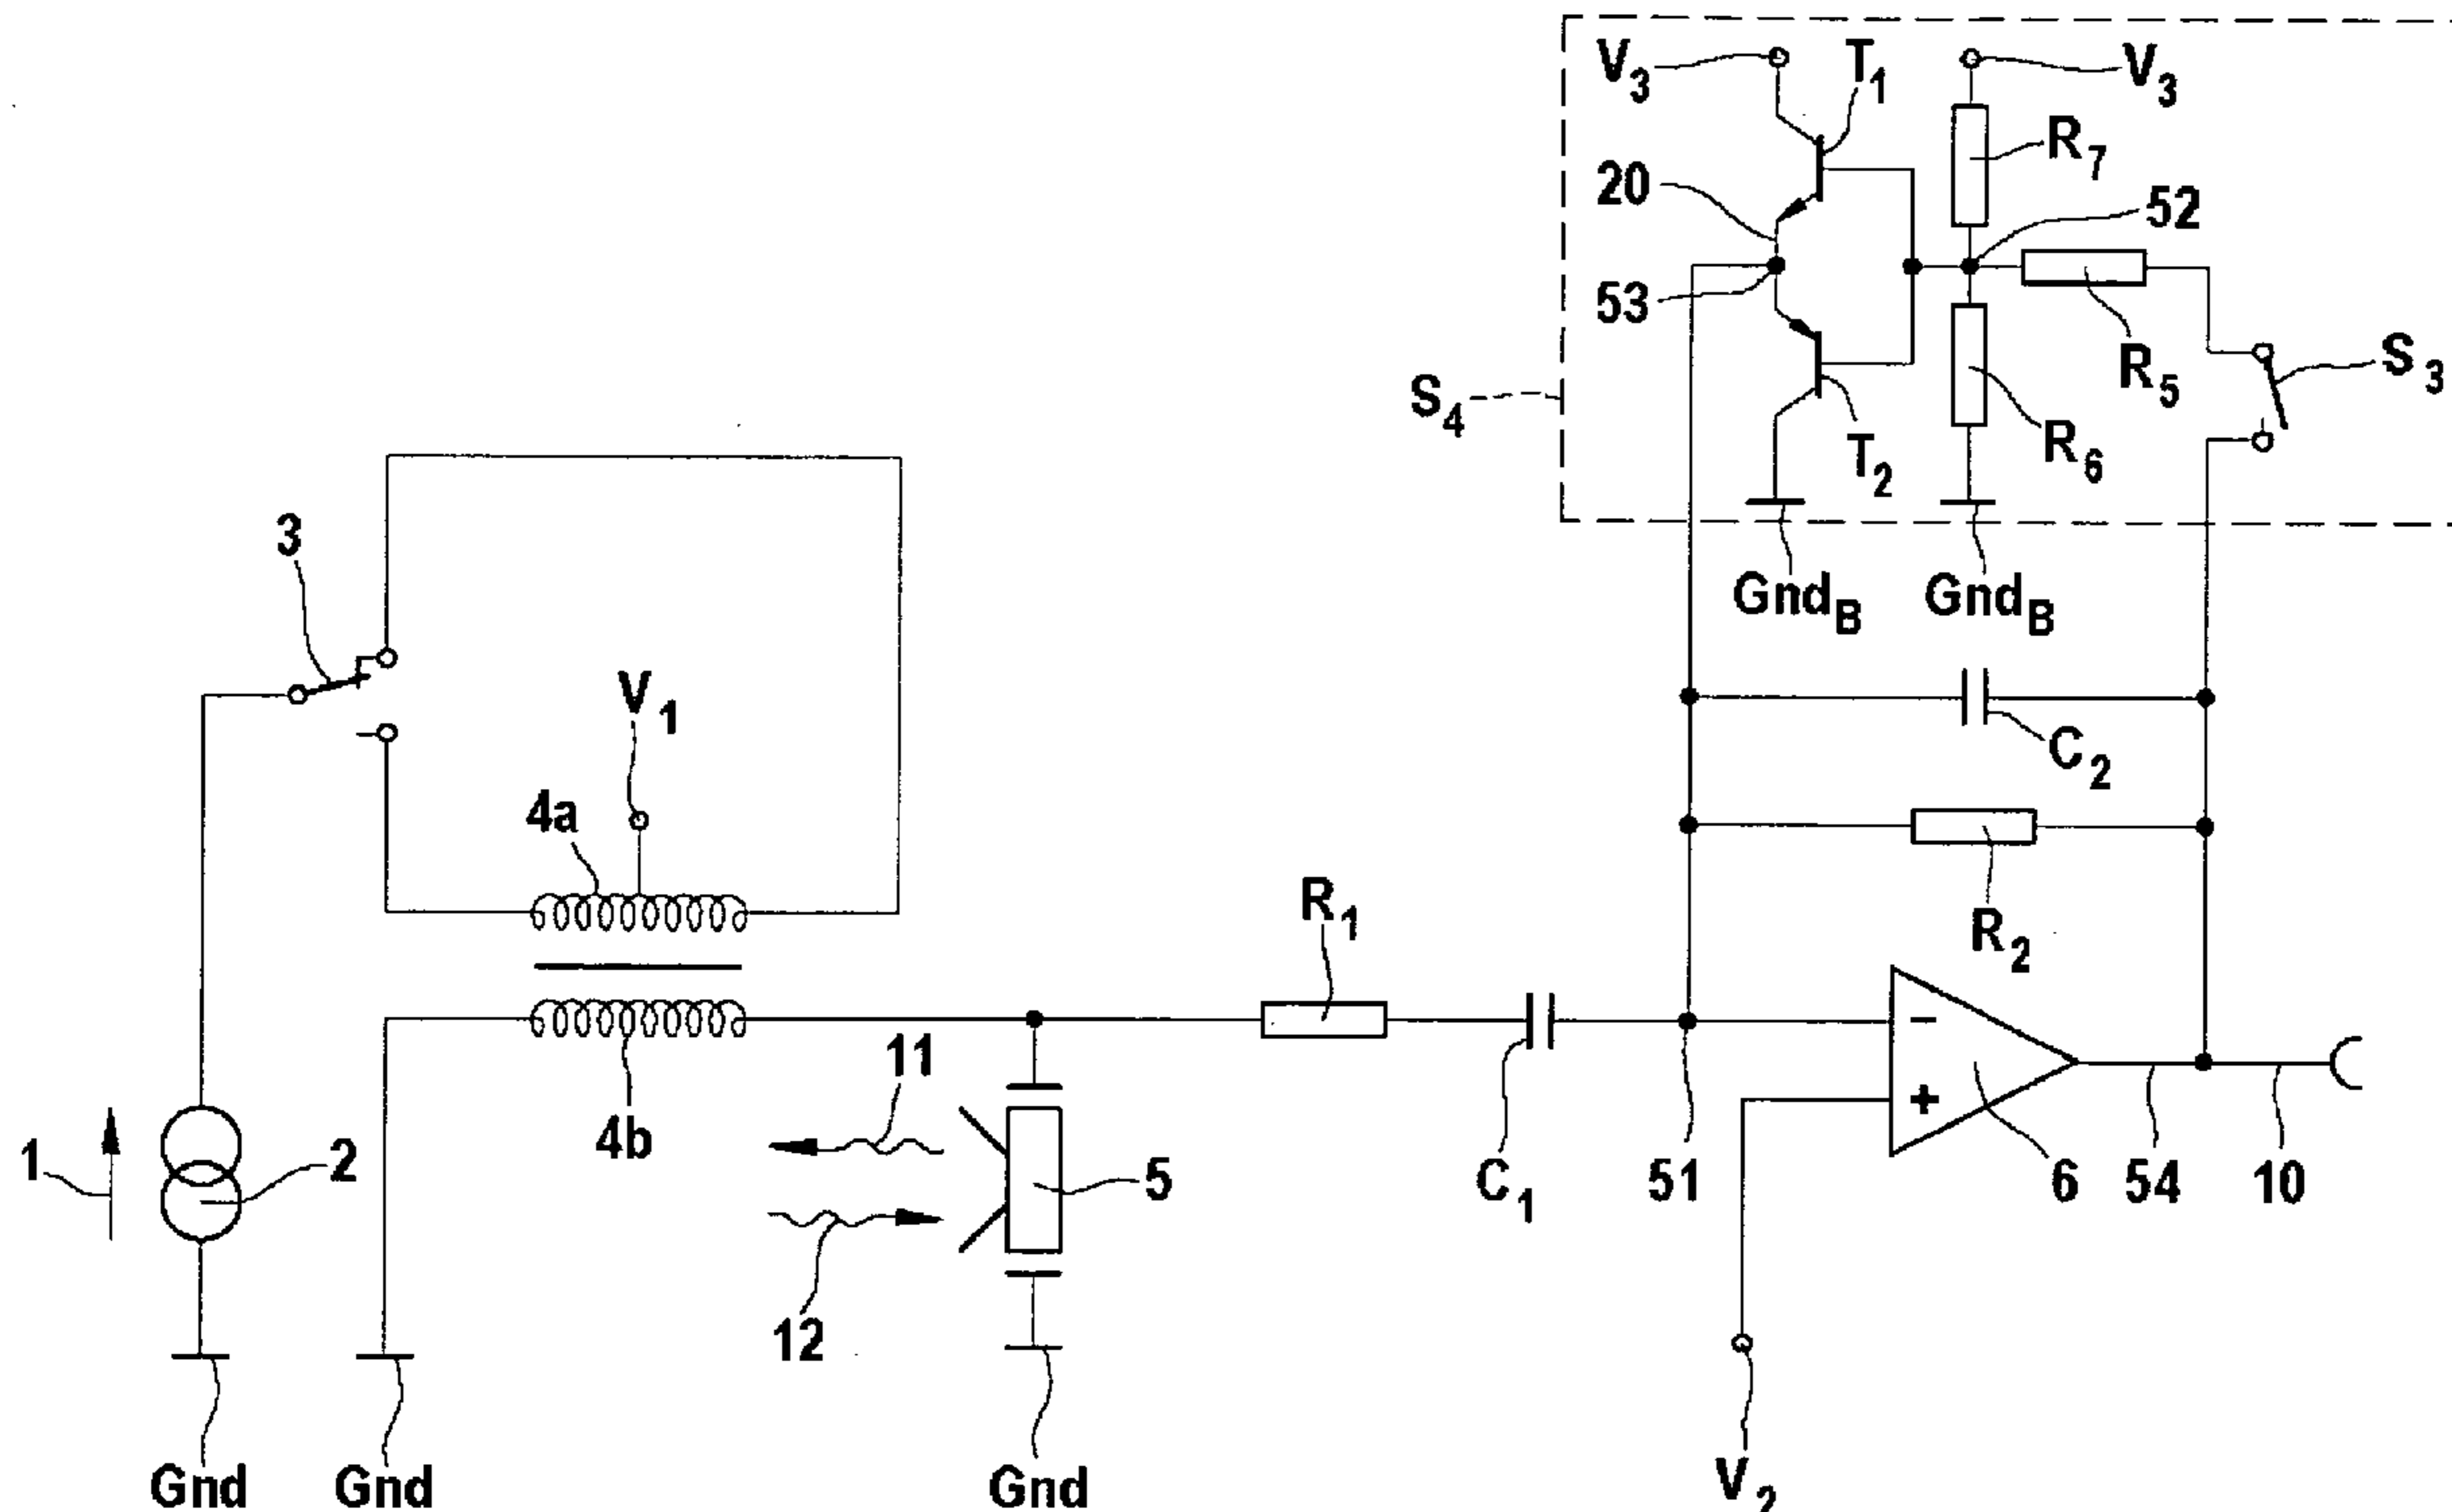 V3 T1 V3
R7
20 52
53
S4 R5 S3
T2 R6
GndB GndB
3
V1
C2
4a
R1
R2
- 
11
+
4b
1 2 5 C1 51 6 54 10
12
Gnd Gnd Gnd V2